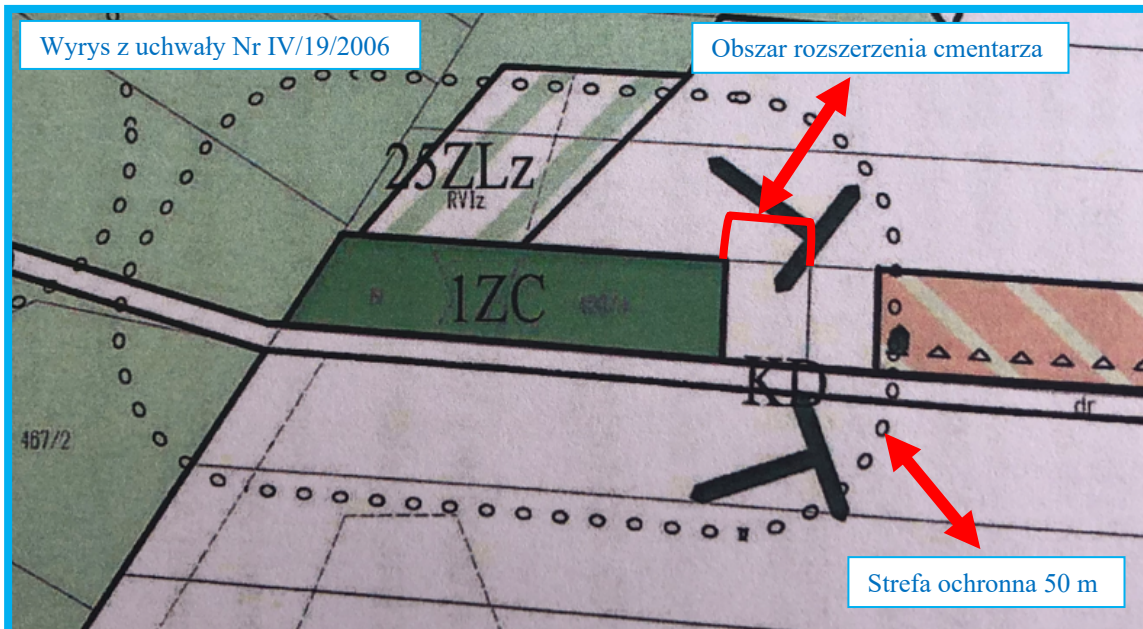 Wyrys z uchwały Nr IV/19/2006
Obszar rozszerzenia cmentarza
25ZLz
RVIz
1ZC
KD
dr
467/2
Strefa ochronna 50 m